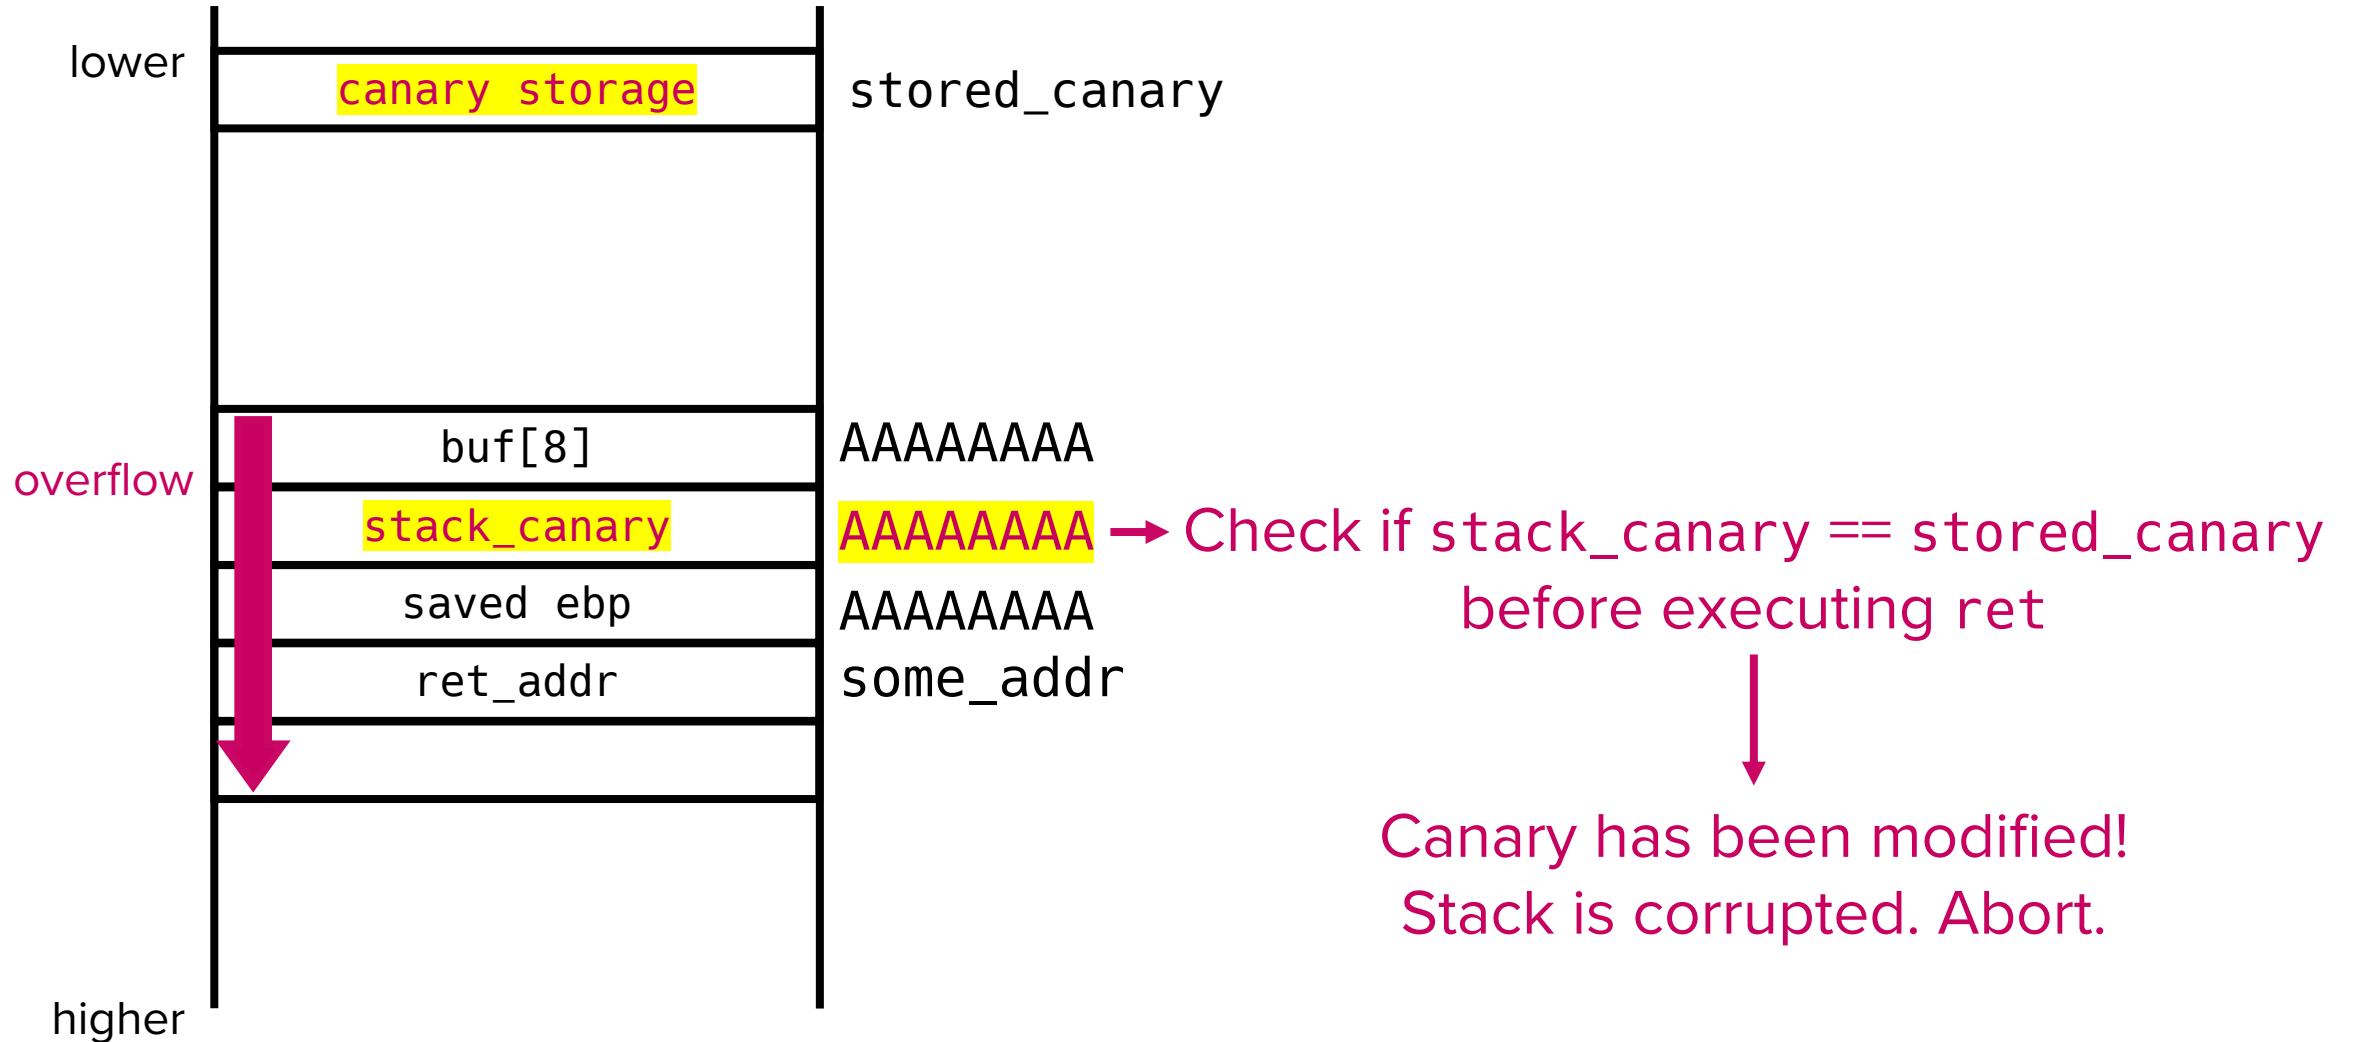 lower
canary storage
stored_canary
buf[8]
AAAAAAAA
overflow
stack_canary
AAAAAAAA
Check if stack_canary == stored_canary
before executing ret
saved ebp
AAAAAAAA
ret_addr
some_addr
Canary has been modified!
Stack is corrupted. Abort.
higher